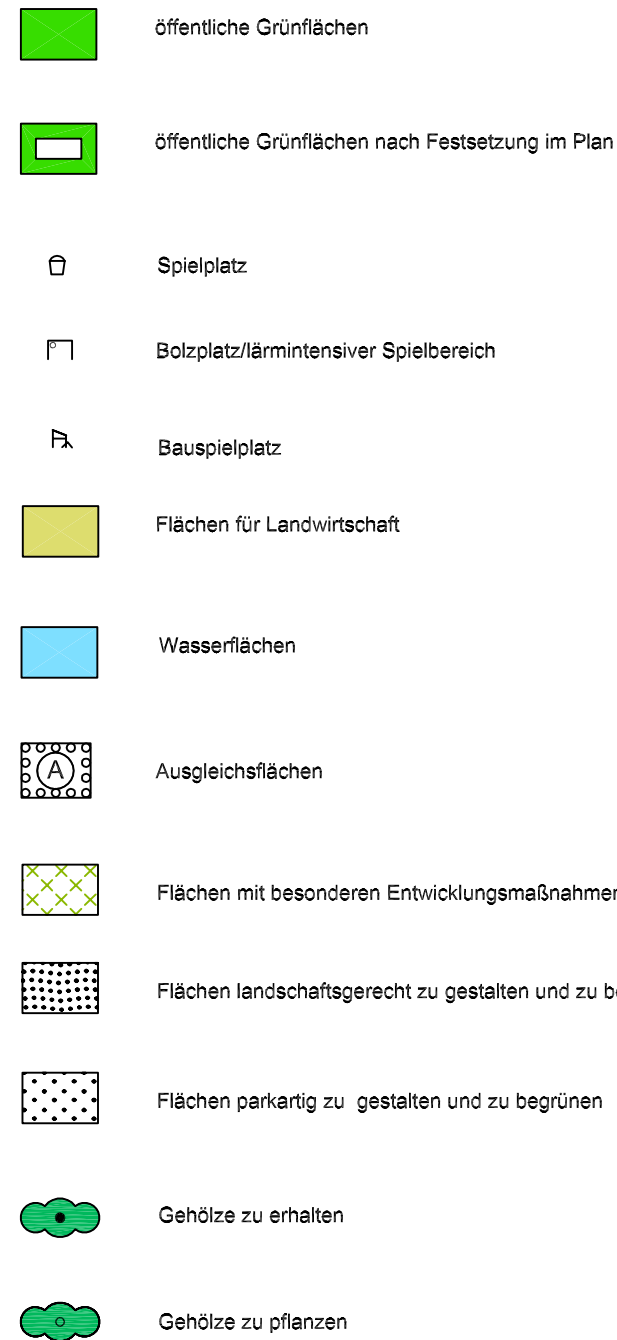 öffentliche Grünflächen
öffentliche Grünflächen nach Festsetzung im Plan
Spielplatz
Bolzplatz/lärmintensiver Spielbereich
Bauspielplatz
Flächen für Landwirtschaft
Wasserflächen
A Ausgleichsflächen
Flächen mit besonderen Entwicklungsmaßnahmen
Flächen landschaftsgerecht zu gestalten und zu
Flächen parkartig zu gestalten und zu begrünen
Gehölze zu erhalten
Gehölze zu pflanzen